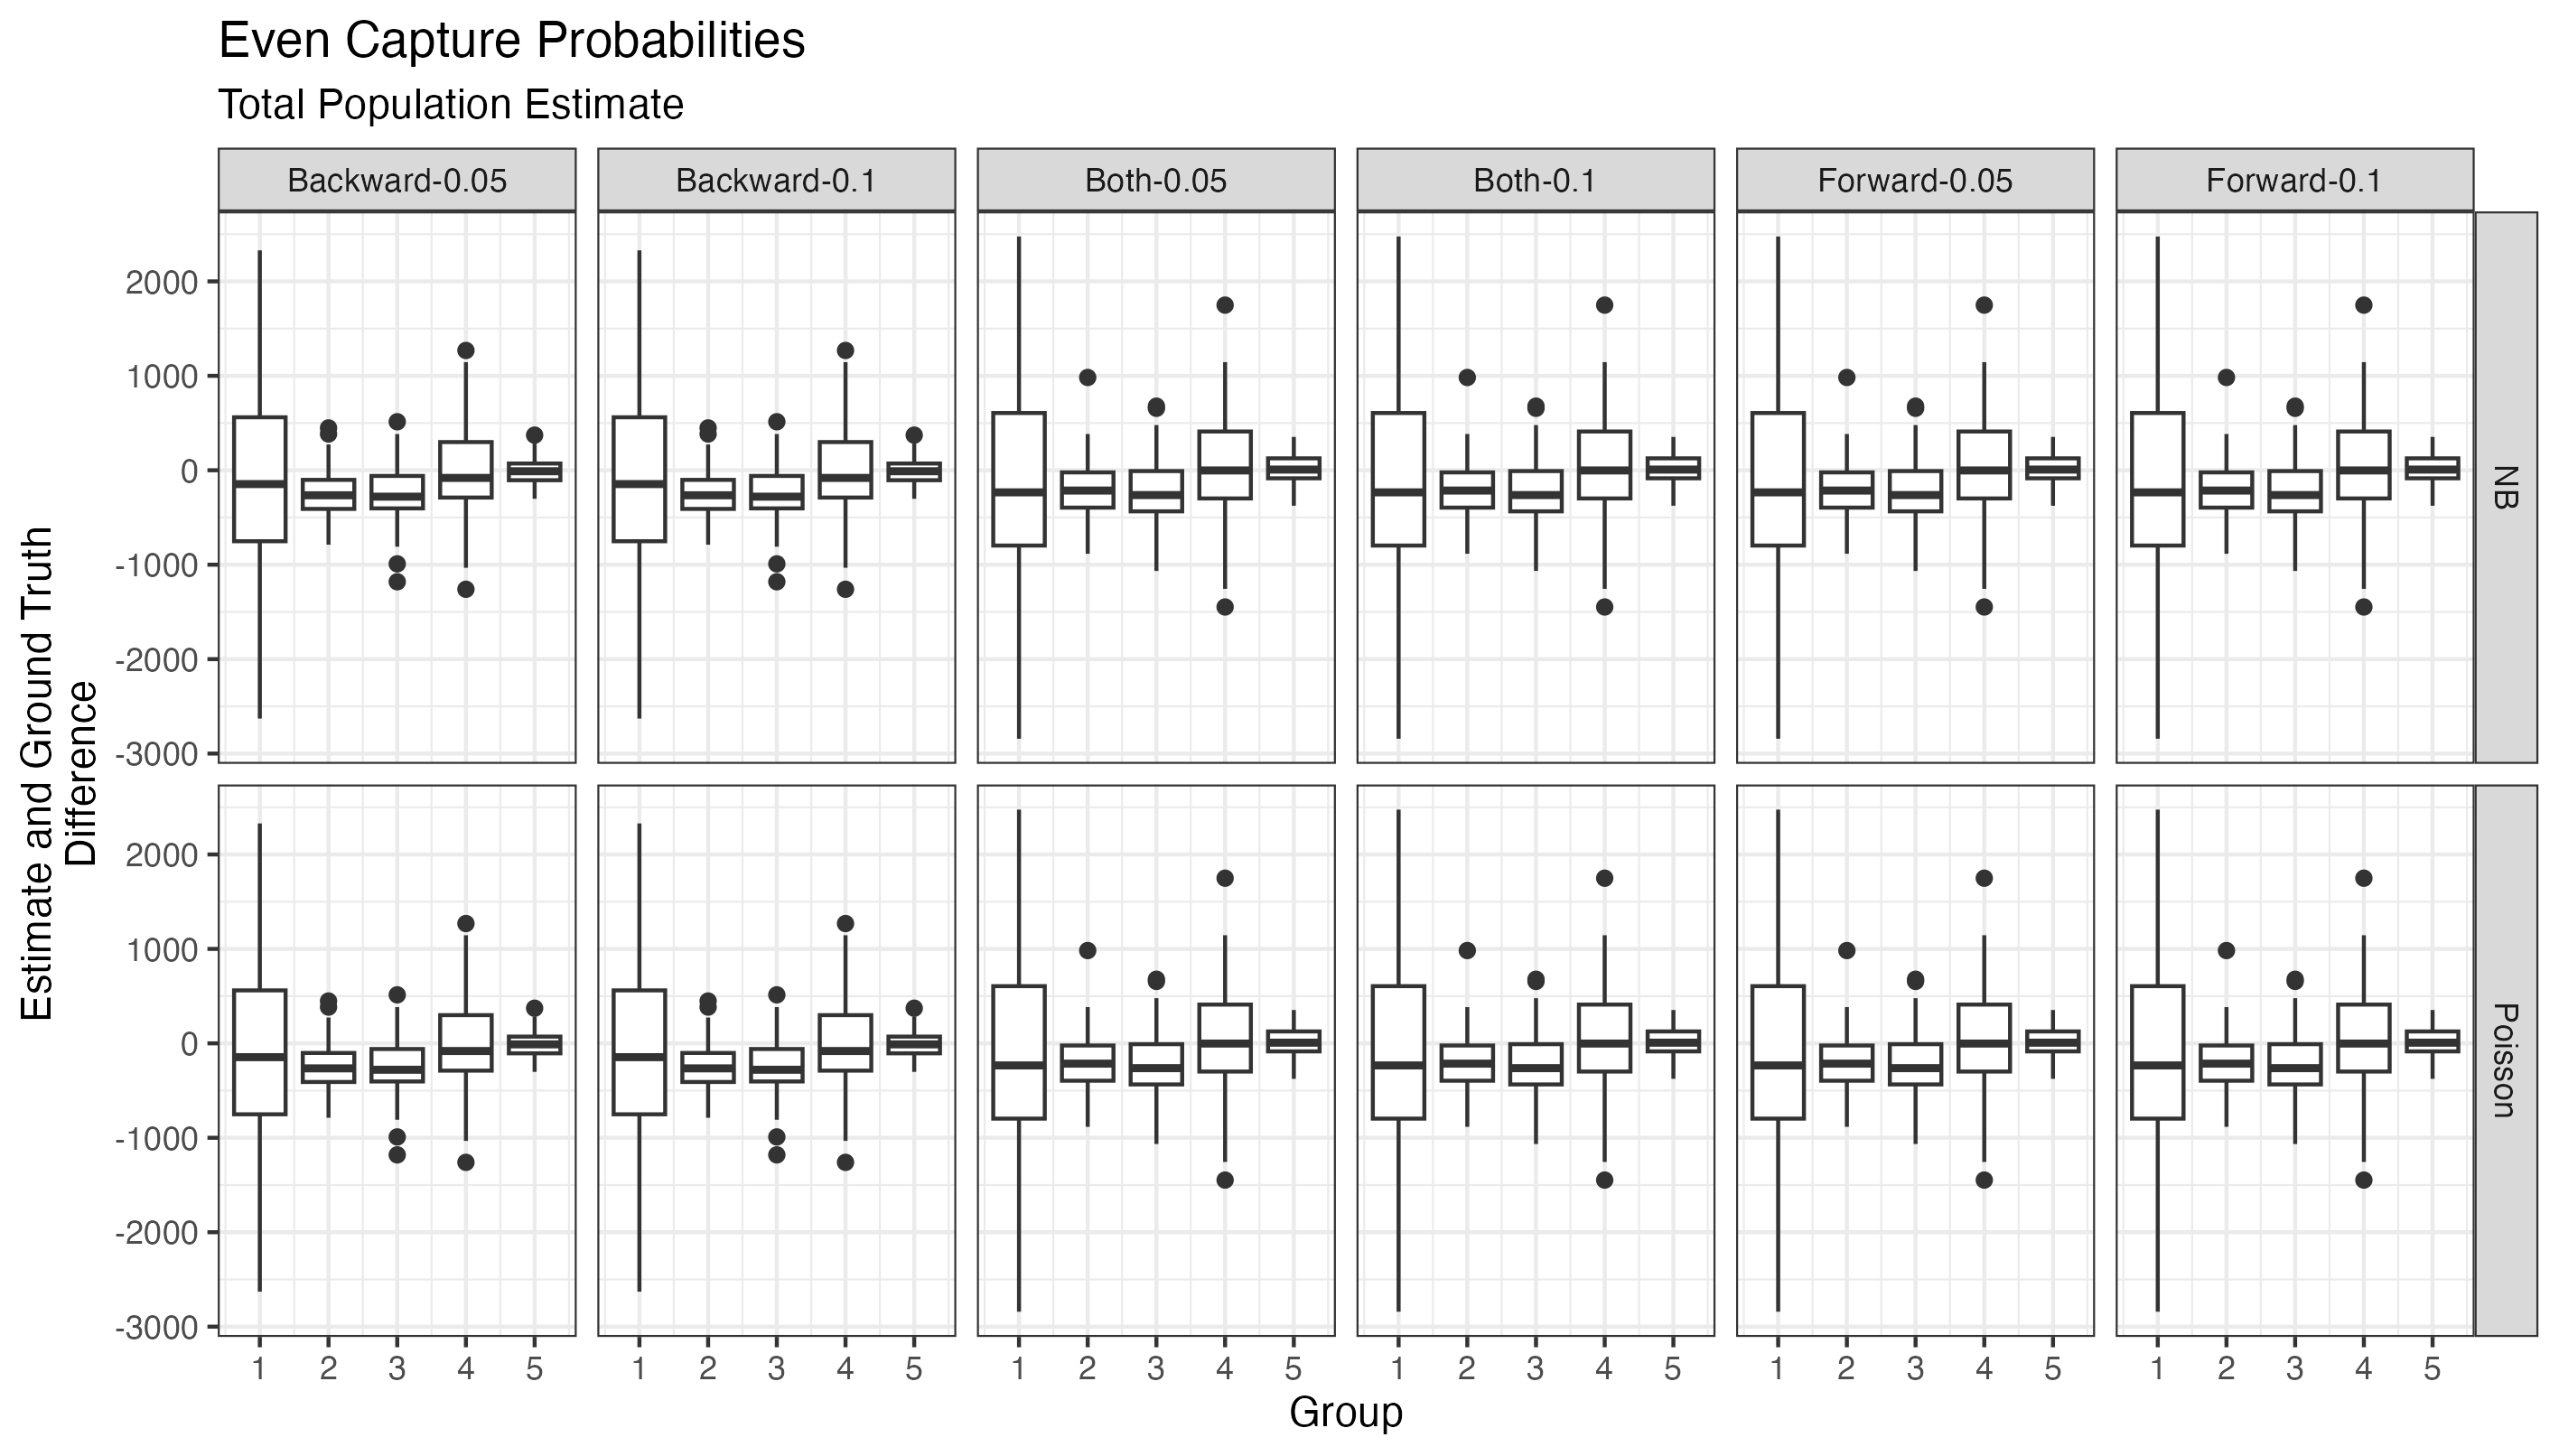 Even Capture Probabilities
Total Population Estimate
Backward-0.05
Backward-0.1
Both-0.05
Both-0.1
Forward-0.05
Forward-0.1
Estimate and Ground Truth
Difference
2000
1000
0
-1000
-2000
-3000
NB
2000
1000
0
-1000
-2000
-3000
Poisson
1 2 3 4 5
1 2 3 4 5
1 2 3 4 5
1 2 3 4 5
1 2 3 4 5
1 2 3 4 5
Group